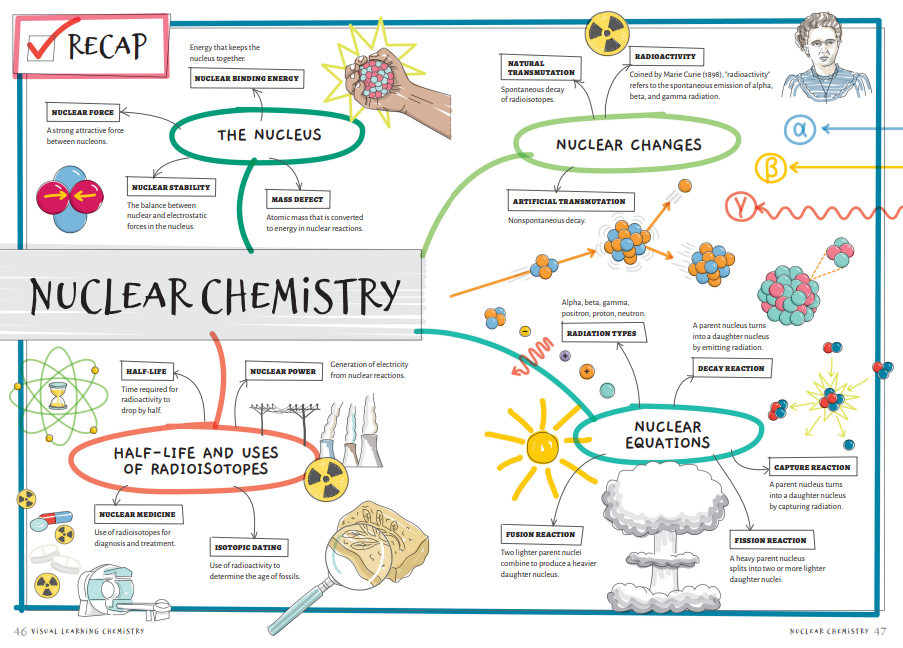 RECAP
Energy that keeps the
nucleus together.
NUCLEAR BINDING ENERGY
NUCLEAR FORCE
A strong attractive force
between nucleons.
THE NUCLEUS
NUCLEAR STABILITY
The balance between
nuclear and electrostatic
forces in the nucleus.
MASS DEFECT
Atomic mass that is converted
to energy in nuclear reactions.
NATURAL
TRANSMUTATION
Spontaneous decay
of radioisotopes.
RADIOACTIVITY
Coined by Marie Curie (1898), "radioactivity"
refers to the spontaneous emission of alpha,
beta, and gamma radiation.
NUCLEAR CHANGES
α
β
γ
ARTIFICIAL TRANSMUTATION
Nonspontaneous decay.
NUCLEAR CHEMISTRY
Alpha, beta, gamma,
positron, proton, neutron.
RADIATION TYPES
A parent nucleus turns
into a daughter nucleus
by emitting radiation.
DECAY REACTION
NUCLEAR
EQUATIONS
CAPTURE REACTION
A parent nucleus turns
into a daughter nucleus
by capturing radiation.
FUSION REACTION
Two lighter parent nuclei
combine to produce a heavier
daughter nucleus.
FISSION REACTION
A heavy parent nucleus
splits into two or more lighter
daughter nuclei.
HALF-LIFE
Time required for
radioactivity to
drop by half.
NUCLEAR POWER
Generation of electricity
from nuclear reactions.
HALF-LIFE AND USES
OF RADIOISOTOPES
NUCLEAR MEDICINE
Use of radioisotopes for
diagnosis and treatment.
ISOTOPIC DATING
Use of radioactivity to
determine the age of fossils.
46 VISUAL LEARNING CHEMISTRY
NUCLEAR CHEMISTRY 47